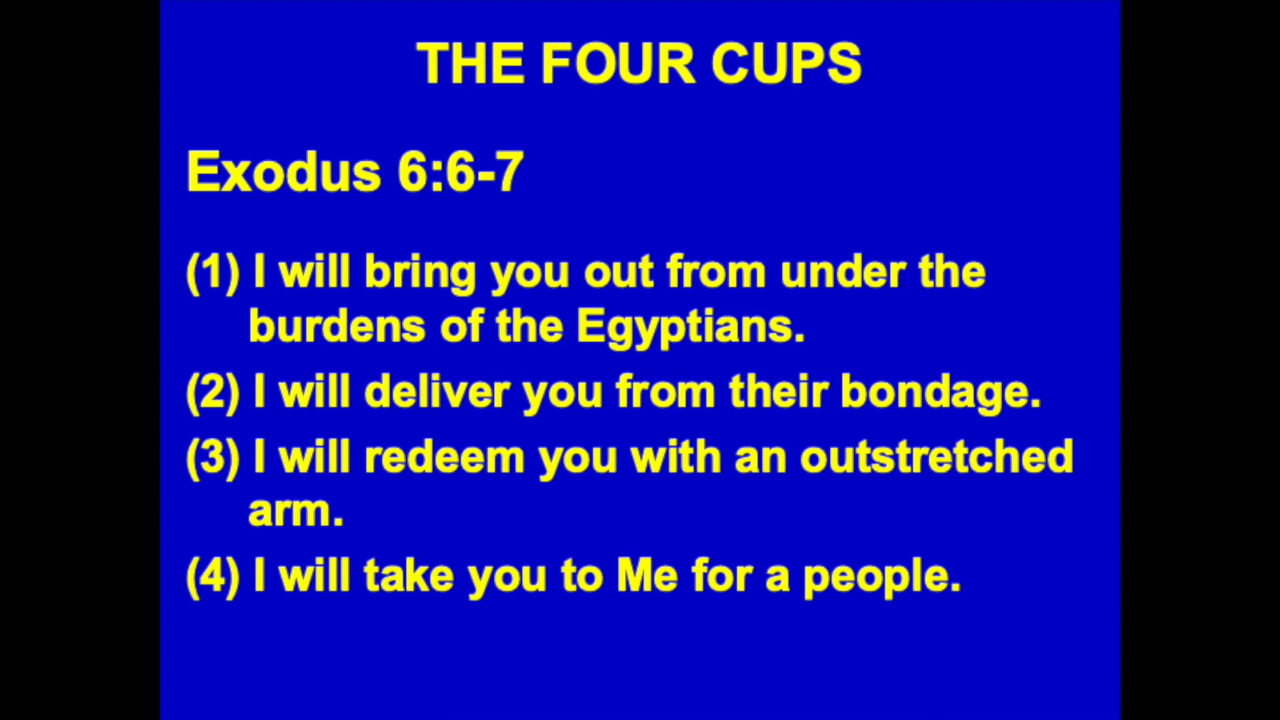 THE FOUR CUPS
Exodus 6:6-7
(1) I will bring you out from under the
burdens of the Egyptians.
(2) I will deliver you from their bondage.
(3) I will redeem you with an outstretched
arm.
(4) I will take you to Me for a people.